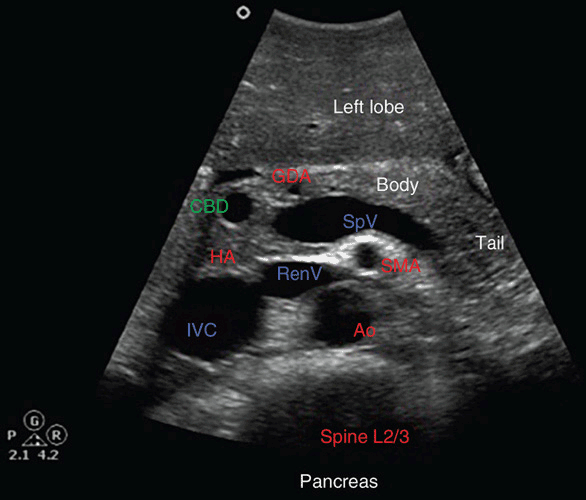 Left lobe
GDA
Body
CBD
SpV
Tail
HA
SMA
RenV
IVC
Ao
G
P R
2.1 4.2
Spine L2/3
Pancreas